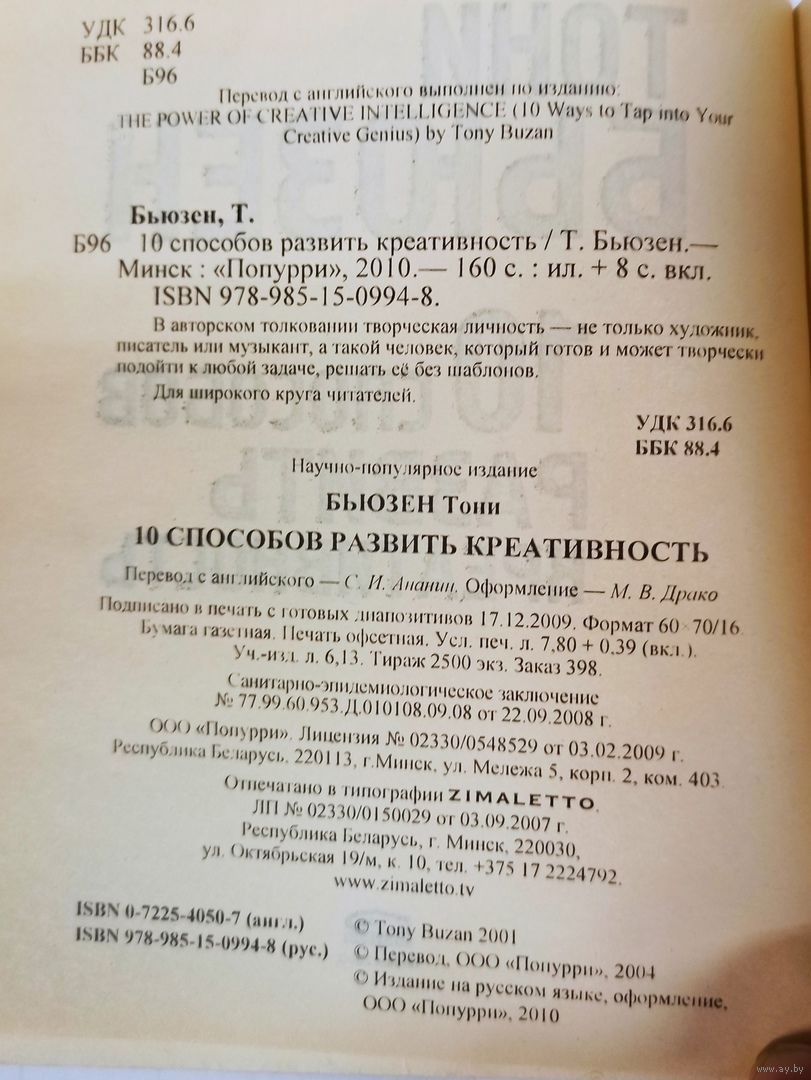 УДК 316.6
ББК 88.4
Б96
Перевод с английского выполнен по изданию:
THE POWER OF CREATIVE INTELLIGENCE (10 Ways to Tap into Your
Creative Genius) by Tony Buzan
Бьюзен, Т.
Б96 10 способов развить креативность / Т. Бьюзен.—
Минск : «Попурри», 2010.— 160 с. : ил. + 8 с. вкл.
ISBN 978-985-15-0994-8.
В авторском толковании творческая личность — не только художник,
писатель или музыкант, а такой человек, который готов и может творчески
подойти к любой задаче, решать её без шаблонов.
Для широкого круга читателей.
УДК 316.6
ББК 88.4
Научно-популярное издание
БЬЮЗЕН Тони
10 СПОСОБОВ РАЗВИТЬ КРЕАТИВНОСТЬ
Перевод с английского — С. И. Ананин. Оформление — М. В. Драко
Подписано в печать с готовых диапозитивов 17.12.2009. Формат 60×70/16.
Бумага газетная. Печать офсетная. Усл. печ. л. 7,80 + 0,39 (вкл.).
Уч.-изд. л. 6,13. Тираж 2500 экз. Заказ 398.
Санитарно-эпидемиологическое заключение
№ 77.99.60.953.Д.010108.09.08 от 22.09.2008 г.
ООО «Попурри». Лицензия № 02330/0548529 от 03.02.2009 г.
Республика Беларусь, 220113, г.Минск, ул. Мележа 5, корп. 2, ком. 403.
Отпечатано в типографии ZIMALETTO.
ЛП № 02330/0150029 от 03.09.2007 г.
Республика Беларусь, г. Минск, 220030,
ул. Октябрьская 19/м, к. 10, тел. +375 17 2224792.
www.zimaletto.tv
ISBN 0-7225-4050-7 (англ.)
ISBN 978-985-15-0994-8 (рус.)
© Tony Buzan 2001
© Перевод, ООО «Попурри», 2004
© Издание на русском языке, оформление,
ООО «Попурри», 2010
www.ay.by